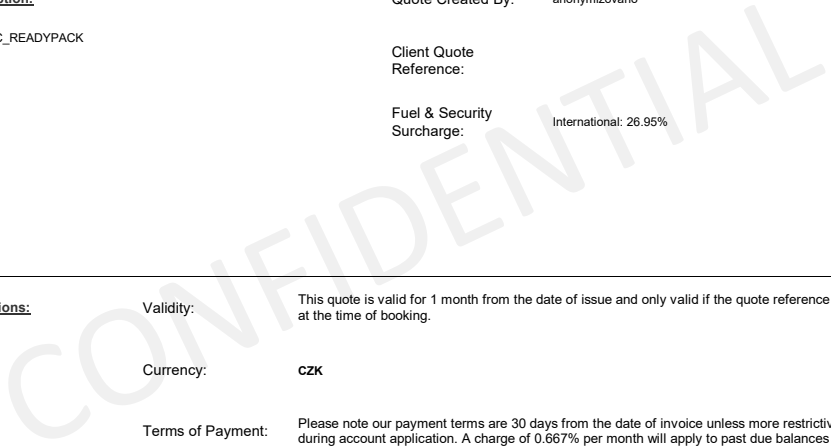 Quote Created By: anonymizováno
C_READYPACK
Client Quote
Reference:
Fuel & Security
Surcharge:
International: 26.95%
CONFIDENTIAL
Validity:
This quote is valid for 1 month from the date of issue and only valid if the quote reference
at the time of booking.
Currency:
CZK
Terms of Payment:
Please note our payment terms are 30 days from the date of invoice unless more
during account application. A charge of 0.667% per month will apply to past due balances